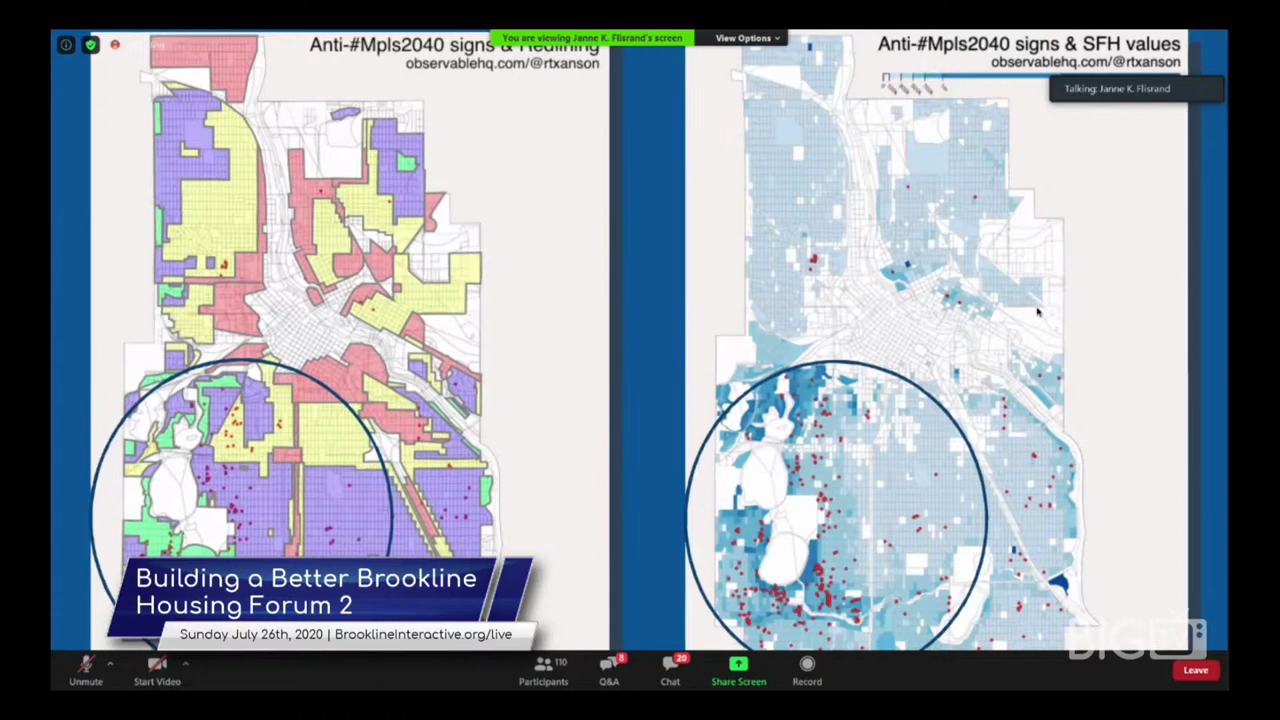 You are viewing Janne K. Flisrand's screen
View Options
Anti-#Mpls2040 signs & Redlining
observablehq.com/@rtxanson
Anti-#Mpls2040 signs & SFH values
observablehq.com/@rtxanson
Talking: Janne K. Flisrand
Building a Better Brookline
Housing Forum 2
Sunday July 26th, 2020 | BrooklineInteractive.org/live
BIG TV
Unmute
Start Video
110
Participants
8
Q&A
20
Chat
Share Screen
Record
Leave